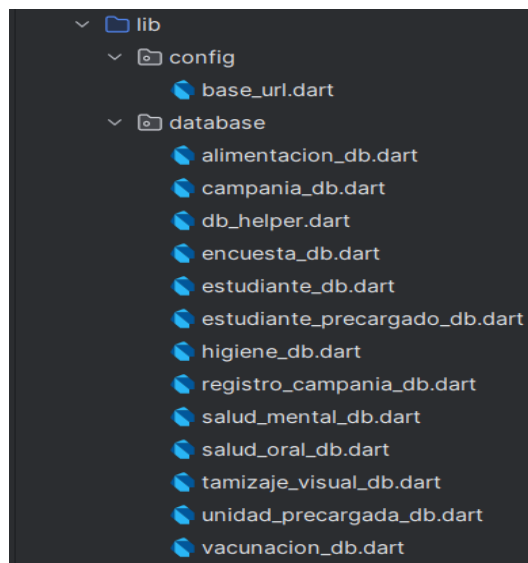 lib
config
base_url.dart
database
alimentacion_db.dart
campania_db.dart
db_helper.dart
encuesta_db.dart
estudiante_db.dart
estudiante_precargado_db.dart
higiene_db.dart
registro_campania_db.dart
salud_mental_db.dart
salud_oral_db.dart
tamizaje_visual_db.dart
unidad_precargada_db.dart
vacunacion_db.dart